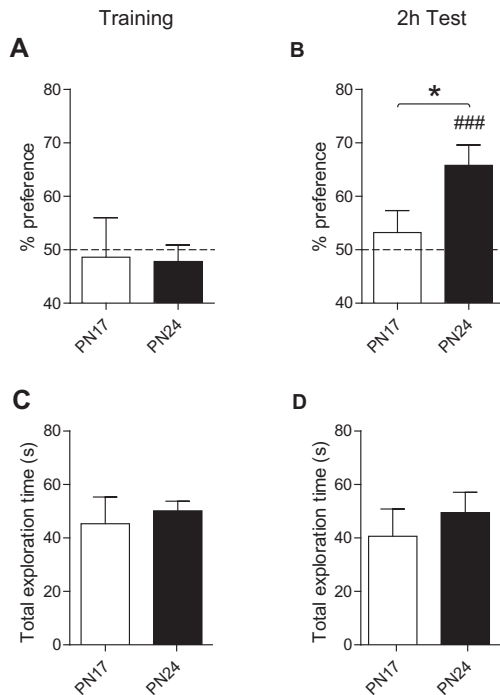 Training
2h Test
A
% preference
80
70
60
50
40
PN17
PN24
B
% preference
80
70
60
50
40
*
###
PN17
PN24
C
Total exploration time (s)
80
60
40
20
0
PN17
PN24
D
Total exploration time (s)
80
60
40
20
0
PN17
PN24